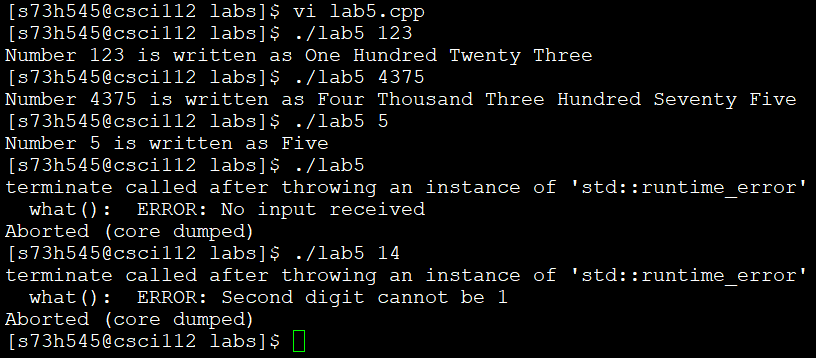 [s73h545@csci112 labs]$ vi lab5.cpp
[s73h545@csci112 labs]$ ./lab5 123
Number 123 is written as One Hundred Twenty Three
[s73h545@csci112 labs]$ ./lab5 4375
Number 4375 is written as Four Thousand Three Hundred Seventy Five
[s73h545@csci112 labs]$ ./lab5 5
Number 5 is written as Five
[s73h545@csci112 labs]$ ./lab5
terminate called after throwing an instance of 'std::runtime_error'
  what():  ERROR: No input received
Aborted (core dumped)
[s73h545@csci112 labs]$ ./lab5 14
terminate called after throwing an instance of 'std::runtime_error'
  what():  ERROR: Second digit cannot be 1
Aborted (core dumped)
[s73h545@csci112 labs]$